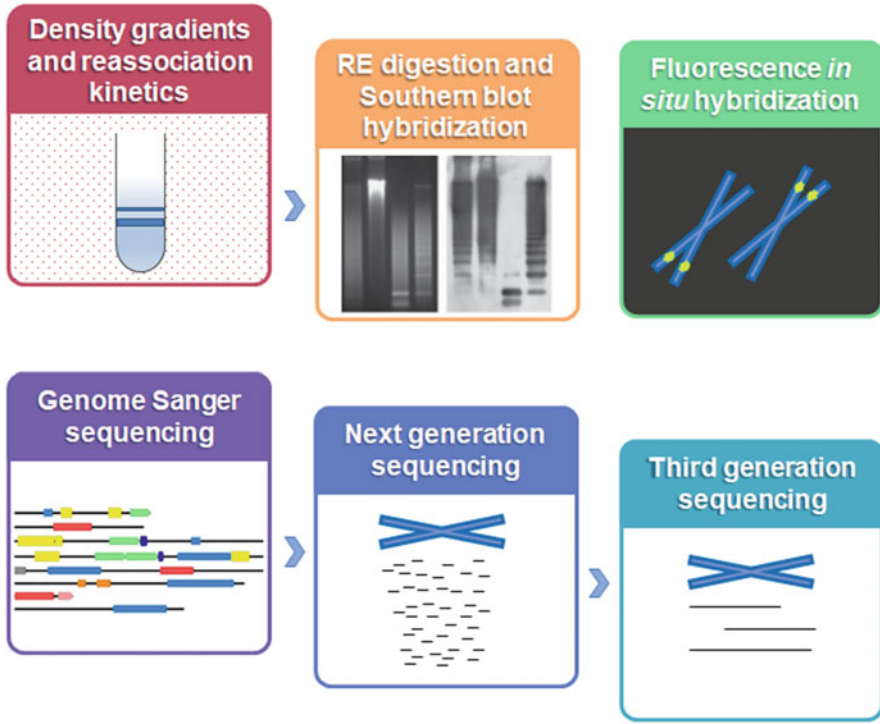 Density gradients
and reassociation
kinetics
RE digestion and
Southern blot
hybridization
Fluorescence in
situ hybridization
Genome Sanger
sequencing
Next generation
sequencing
Third generation
sequencing